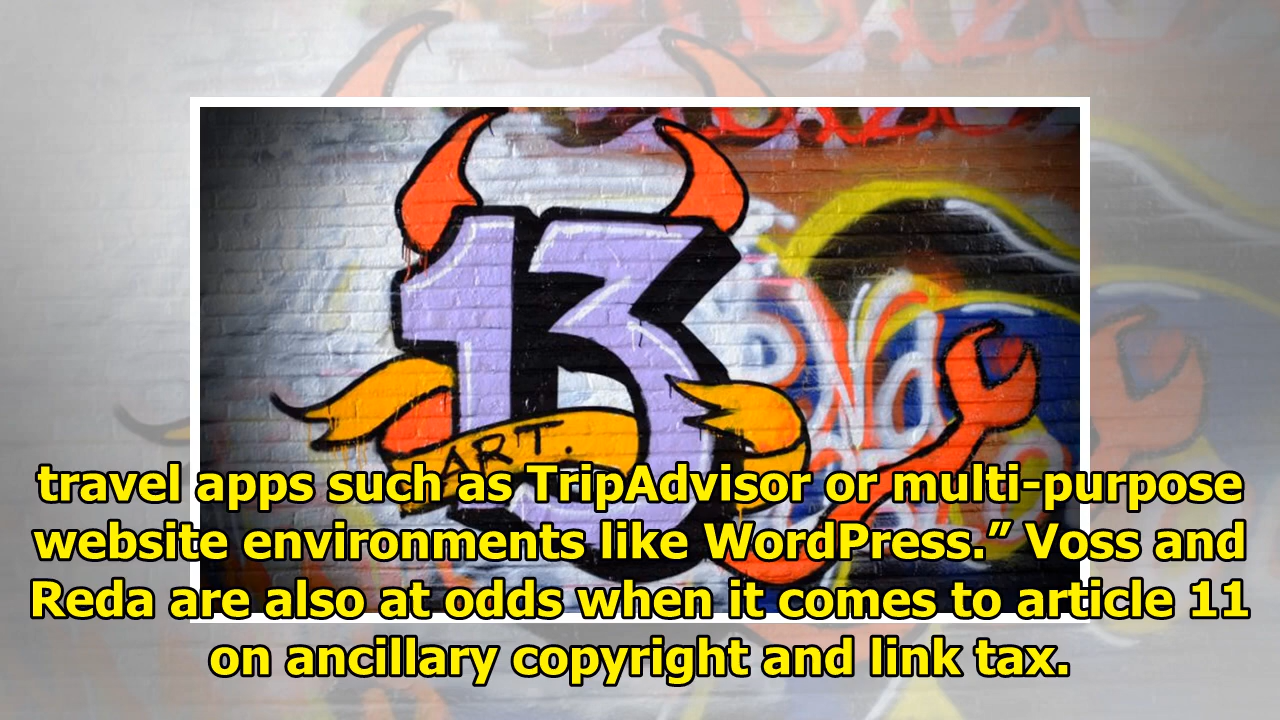 13
ART.
travel apps such as TripAdvisor or multi-purpose
website environments like WordPress.” Voss and
Reda are also at odds when it comes to article 11
on ancillary copyright and link tax.